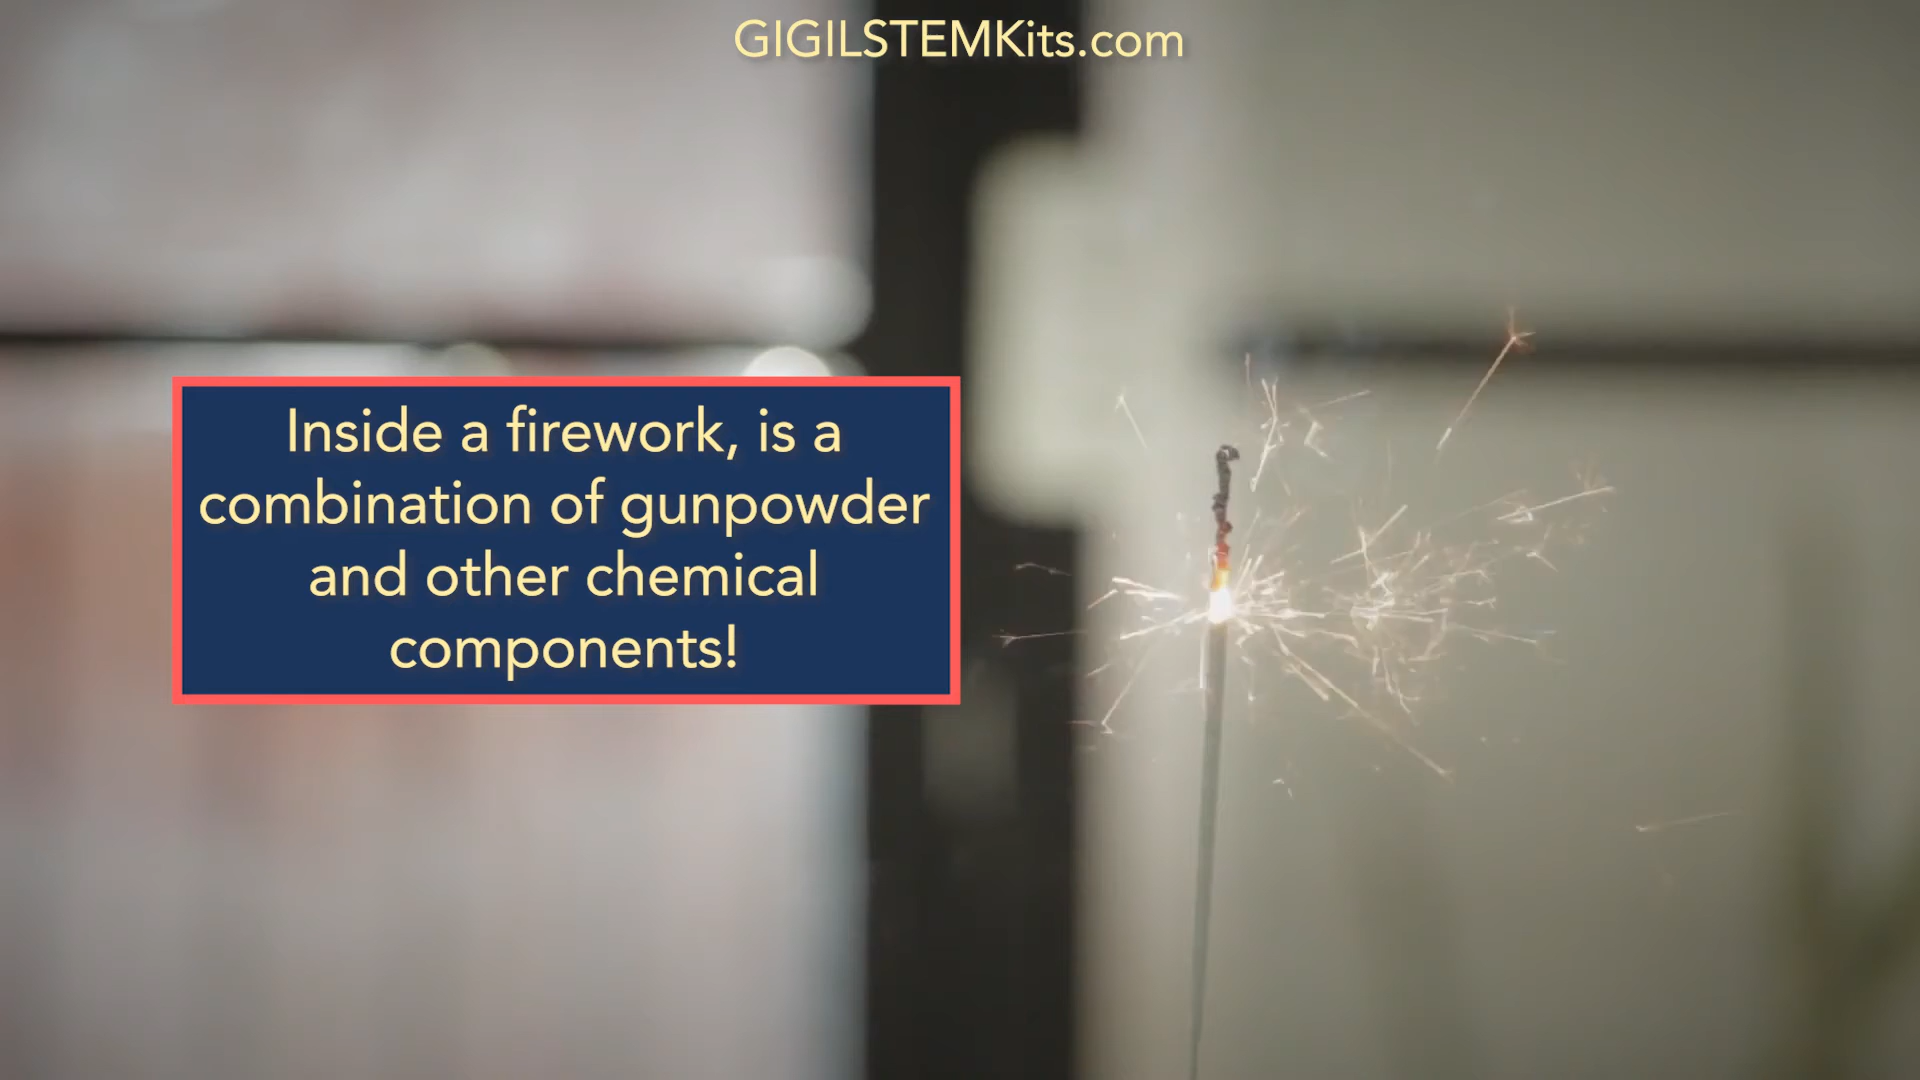 GIGILSTEMKits.com
Inside a firework, is a
combination of gunpowder
and other chemical
components!